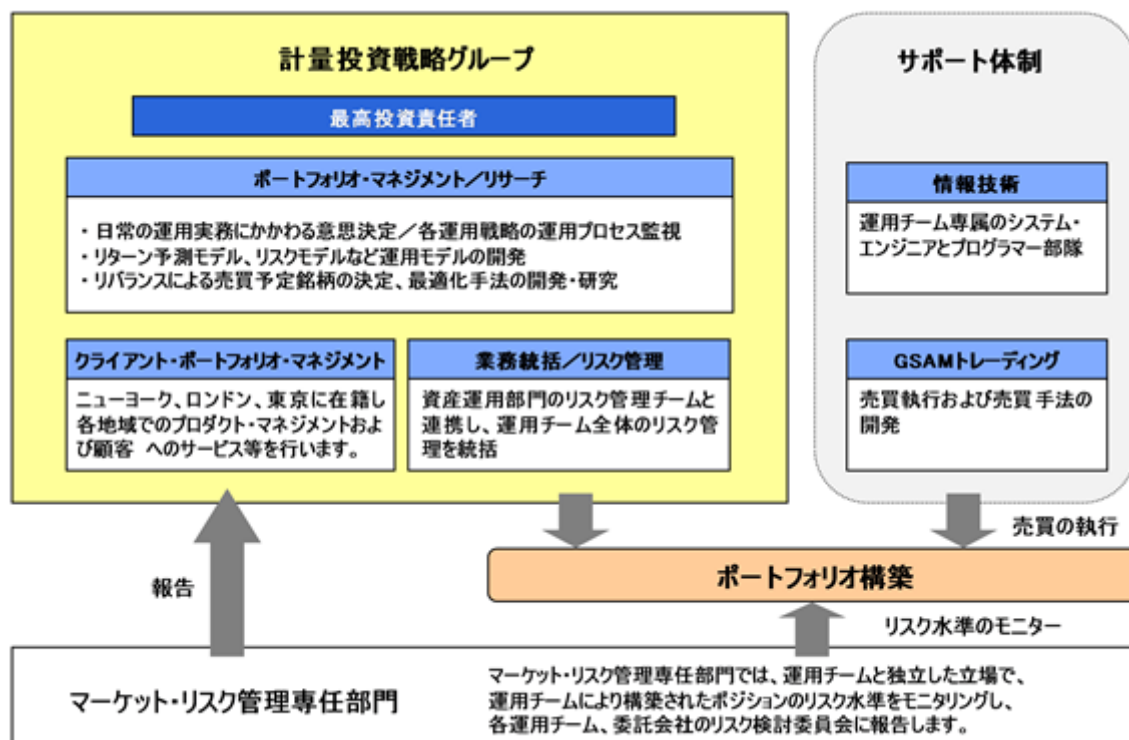 計量投資戦略グループ
最高投資責任者
ポートフォリオ・マネジメント／リサーチ
・日常の運用実務にかかわる意思決定／各運用戦略の運用プロセス監視
・リターン予測モデル、リスクモデルなど運用モデルの開発
・リバランスによる売買予定銘柄の決定、最適化手法の開発・研究
クライアント・ポートフォリオ・マネジメント
ニューヨーク、ロンドン、東京に在籍し
各地域でのプロダクト・マネジメントおよ
び顧客 へのサービス等を行います。
業務統括／リスク管理
資産運用部門のリスク管理チームと
連携し、運用チーム全体のリスク管
理を統括
サポート体制
情報技術
運用チーム専属のシステム・
エンジニアとプログラマー部隊
GSAMトレーディング
売買執行および売買手法の
開発
売買の執行
ポートフォリオ構築
報告
リスク水準のモニター
マーケット・リスク管理専任部門
マーケット・リスク管理専任部門では、運用チームと独立した立場で、
運用チームにより構築されたポジションのリスク水準をモニタリングし、
各運用チーム、委託会社のリスク検討委員会に報告します。